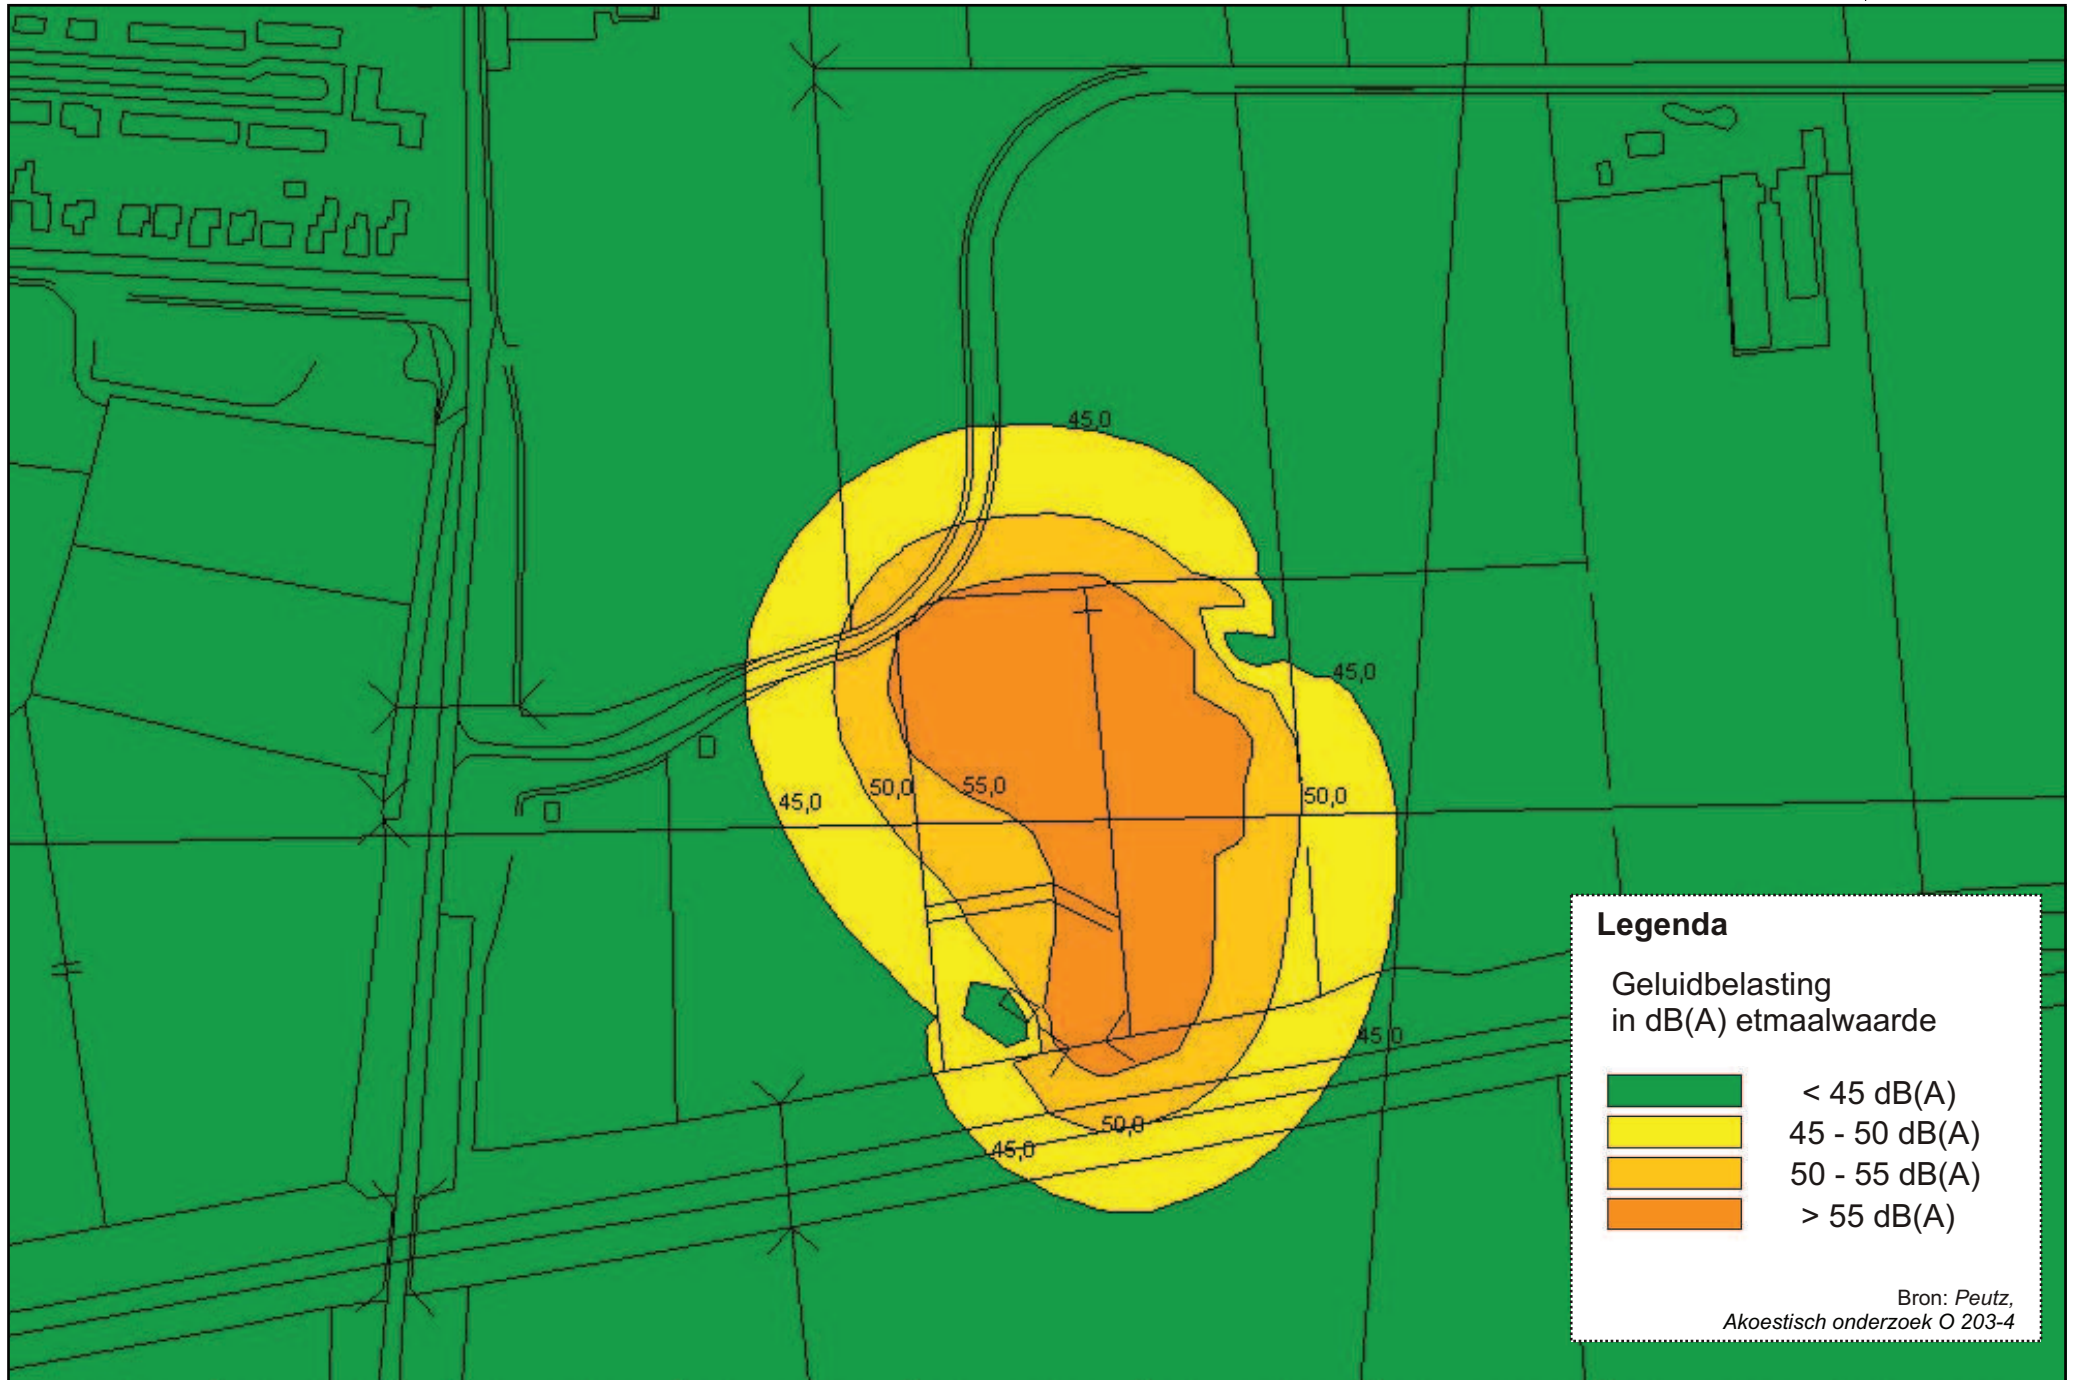 45,0
45,0
50,0
55,0
45,0
50,0
45,0
50,0
45,0
Legenda
Geluidbelasting
in dB(A) etmaalwaarde
< 45 dB(A)
45 - 50 dB(A)
50 - 55 dB(A)
> 55 dB(A)
Bron: Peutz,
Akoestisch onderzoek O 203-4